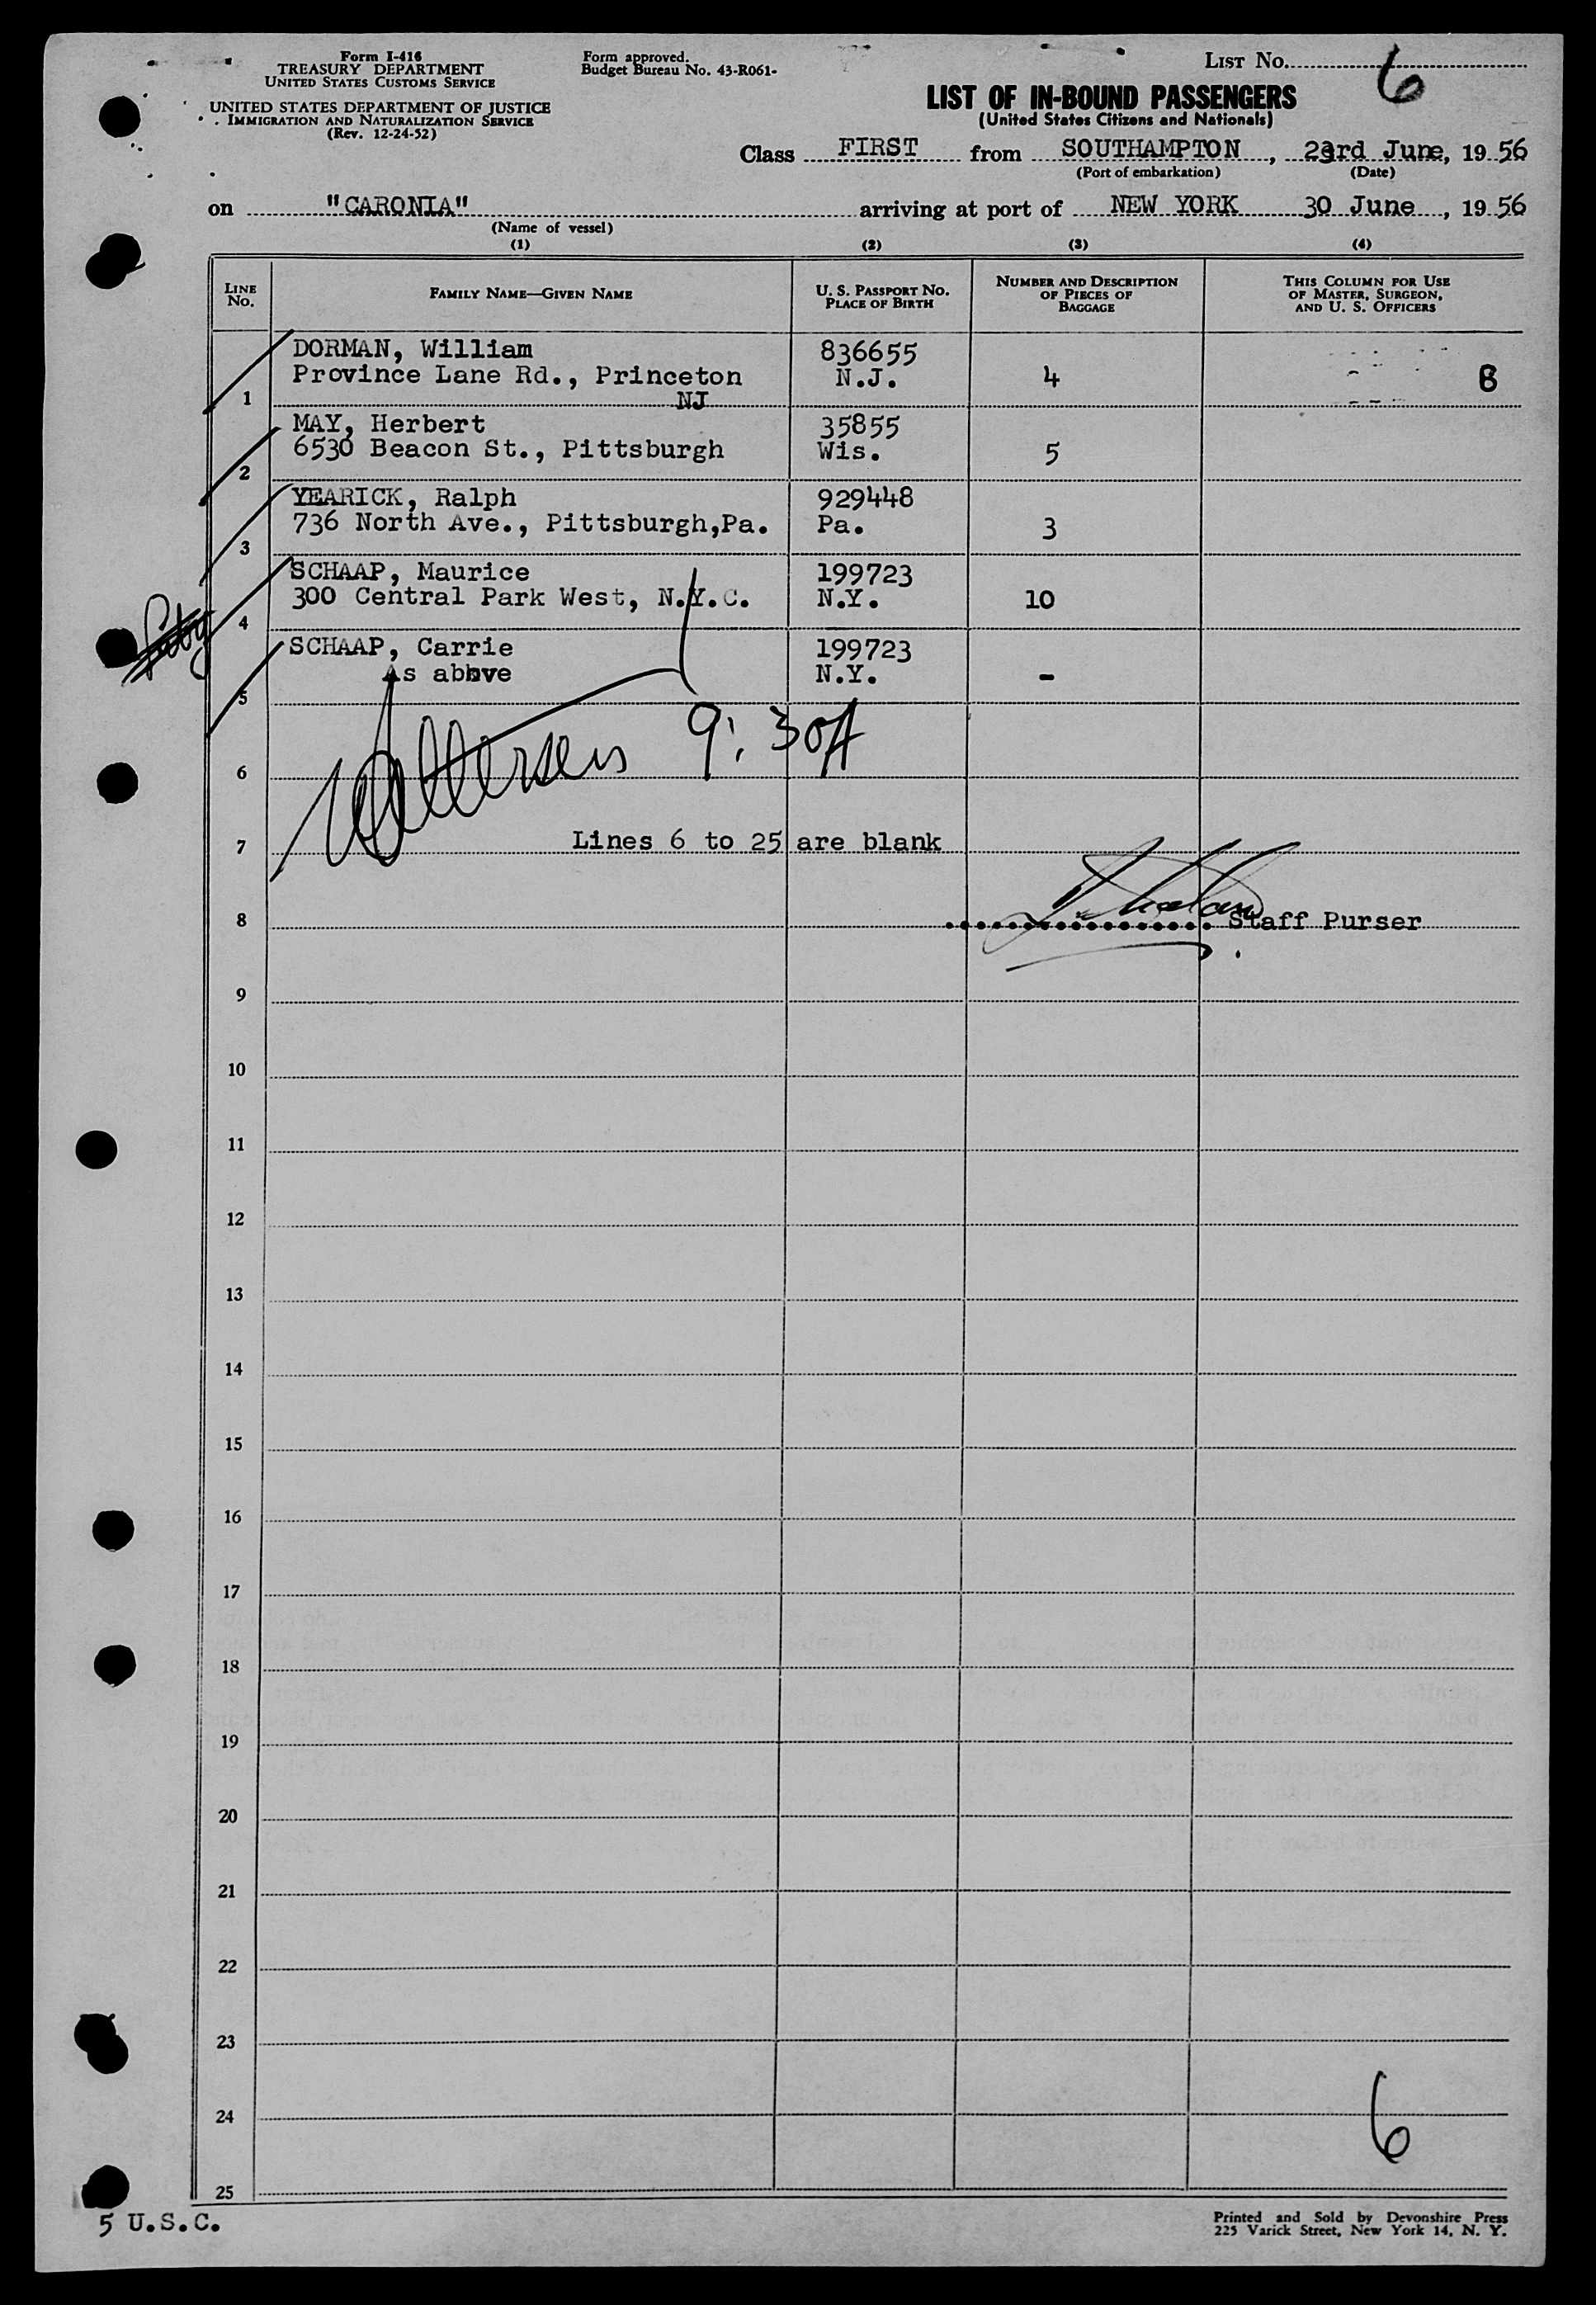 Form I-416
TREASURY DEPARTMENT
UNITED STATES CUSTOMS SERVICE
UNITED STATES DEPARTMENT OF JUSTICE
IMMIGRATION AND NATURALIZATION SERVICE
(Rev. 12-24-52)
Form approved.
Budget Bureau No. 43-R061-
LIST No. 6
LIST OF IN-BOUND PASSENGERS
(United States Citizens and Nationals)
Class FIRST from SOUTHAMPTON, 23rd June, 19 56
(Port of embarkation) (Date)
on "CARONIA" arriving at port of NEW YORK 30 June, 19 56
(Name of vessel)
(1) (2) (3) (4)
LINE No. FAMILY NAME—GIVEN NAME U. S. PASSPORT No. PLACE OF BIRTH NUMBER AND DESCRIPTION OF PIECES OF BAGGAGE THIS COLUMN FOR USE OF MASTER, SURGEON, AND U. S. OFFICERS
DORMAN, William 836655
Province Lane Rd., Princeton N.J. 4 B
1 NJ
MAY, Herbert 35855
6530 Beacon St., Pittsburgh Wis. 5
2
YEARICK, Ralph 929448
736 North Ave., Pittsburgh,Pa. Pa. 3
3
SCHAAP, Maurice 199723
300 Central Park West, N.Y.C. N.Y. 10
4
SCHAAP, Carrie 199723
As abbve N.Y. -
5
9:30A
6
7 Lines 6 to 25 are blank
8 Staff Purser
9
10
11
12
13
14
15
16
17
18
19
20
21
22
23
24 6
25
5 U.S.C.
Printed and Sold by Devonshire Press
225 Varick Street, New York 14, N. Y.